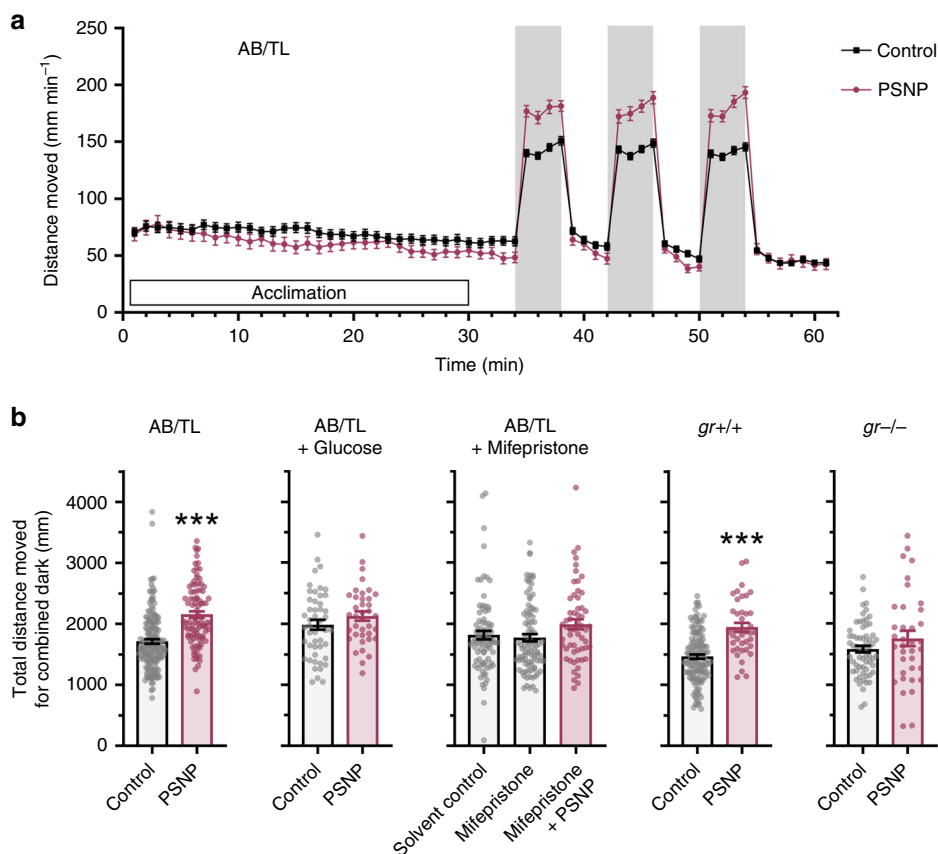 a
AB/TL
Control
PSNP
Distance moved (mm min⁻¹)
250
200
150
100
50
0
Acclimation
0 10 20 30 40 50 60
Time (min)
b
AB/TL
AB/TL
+ Glucose
AB/TL
+ Mifepristone
gr+/+
gr–/–
Total distance moved
for combined dark (mm)
4000
3000
2000
1000
0
***
***
Control
PSNP
Control
PSNP
Solvent control
Mifepristone
Mifepristone
+ PSNP
Control
PSNP
Control
PSNP